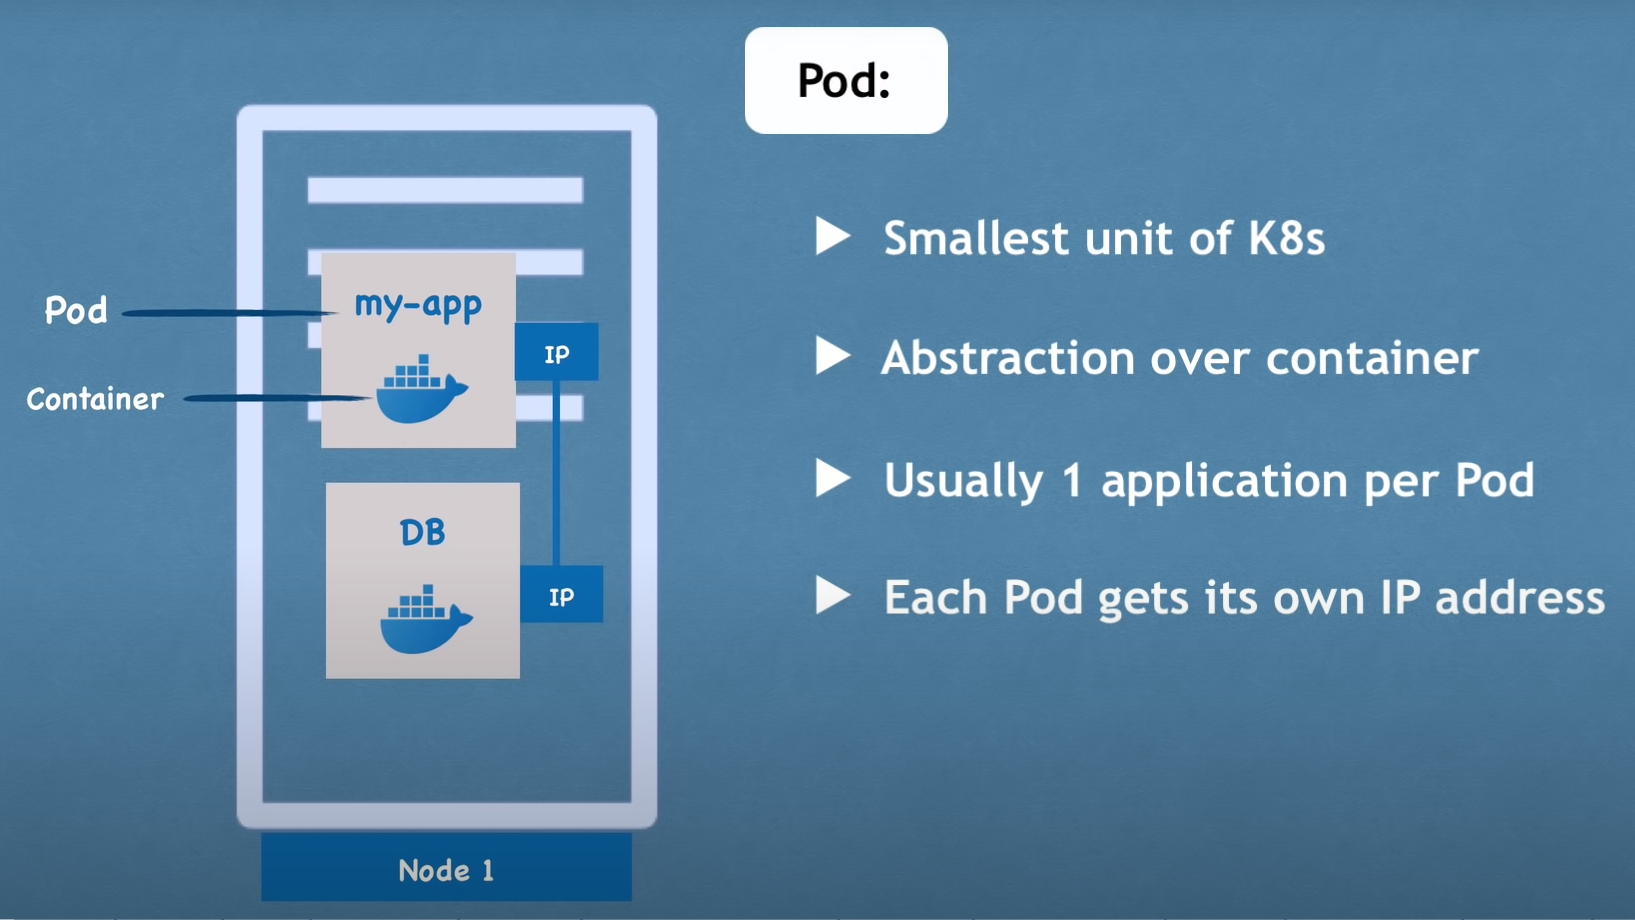 Pod:
Smallest unit of K8s
Abstraction over container
Usually 1 application per Pod
Each Pod gets its own IP address
Pod
my-app
IP
Container
DB
IP
Node 1